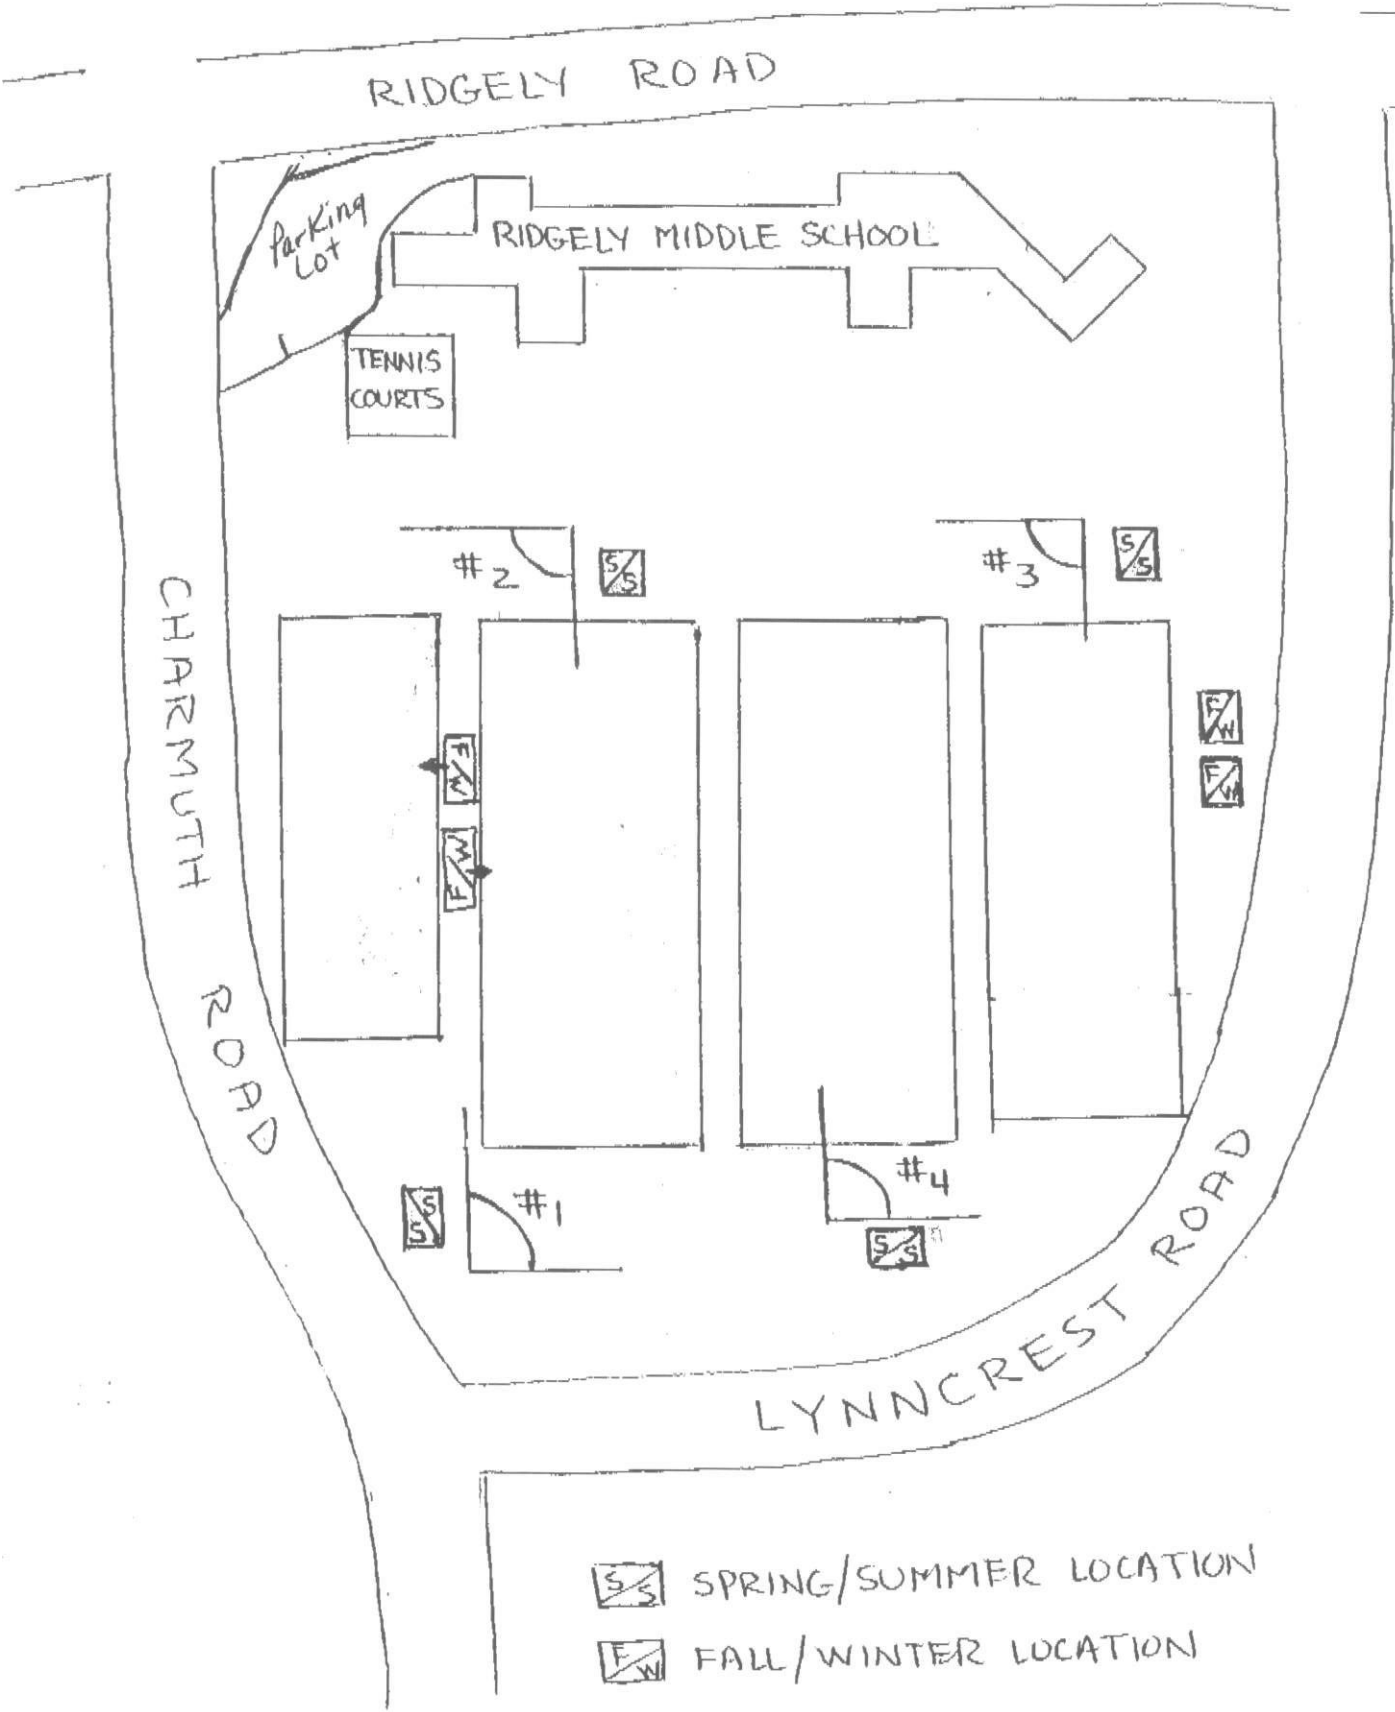 RIDGELY ROAD
Parking
Lot
RIDGELY MIDDLE SCHOOL
TENNIS
COURTS
#2
S/S
#3
S/S
CHARMUTH ROAD
F/W
F/W
F/W
F/W
S/S
#1
#4
S/S
LYNNCREST ROAD
S/S SPRING/SUMMER LOCATION
F/W FALL/WINTER LOCATION